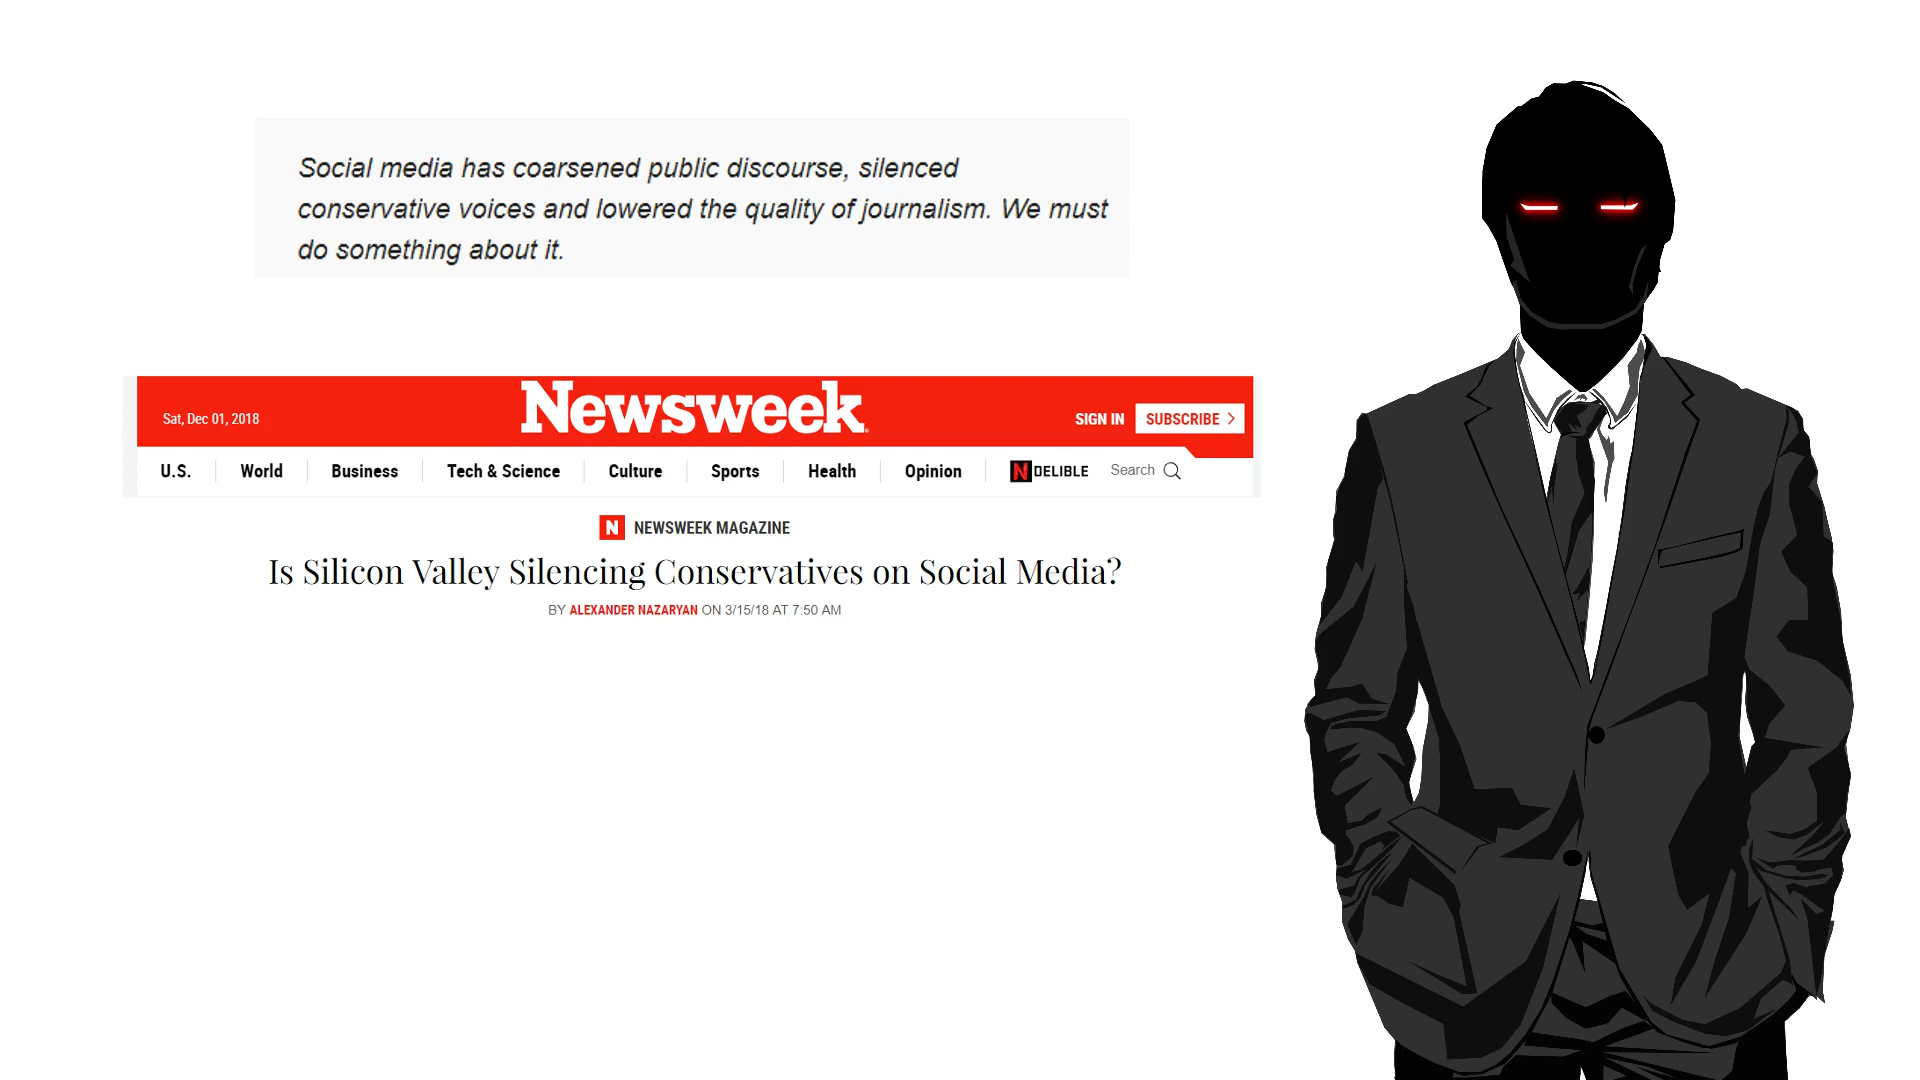 Social media has coarsened public discourse, silenced
conservative voices and lowered the quality of journalism. We must
do something about it.
Sat, Dec 01, 2018
Newsweek
SIGN IN
SUBSCRIBE >
U.S. World Business Tech & Science Culture Sports Health Opinion NDELIBLE Search
N NEWSWEEK MAGAZINE
Is Silicon Valley Silencing Conservatives on Social Media?
BY ALEXANDER NAZARYAN ON 3/15/18 AT 7:50 AM